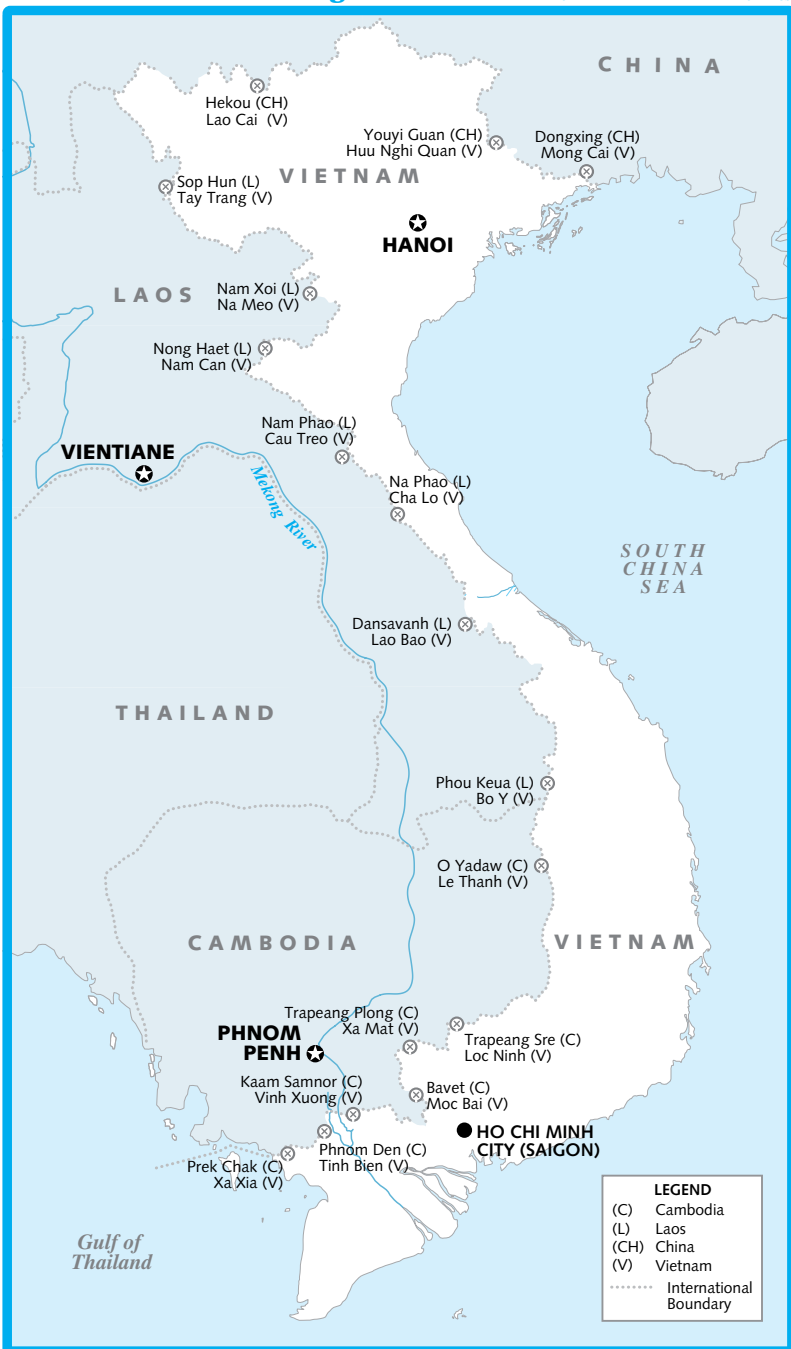 CHINA
Hekou (CH)
Lao Cai (V)
Youyi Guan (CH)
Huu Nghi Quan (V)
Dongxing (CH)
Mong Cai (V)
Sop Hun (L)
Tay Trang (V)
VIETNAM
HANOI
LAOS
Nam Xoi (L)
Na Meo (V)
Nong Haet (L)
Nam Can (V)
Nam Phao (L)
Cau Treo (V)
VIENTIANE
Mekong River
Na Phao (L)
Cha Lo (V)
SOUTH
CHINA
SEA
Dansavanh (L)
Lao Bao (V)
THAILAND
Phou Keua (L)
Bo Y (V)
O Yadaw (C)
Le Thanh (V)
CAMBODIA
VIETNAM
Trapeang Plong (C)
Xa Mat (V)
Trapeang Sre (C)
Loc Ninh (V)
PHNOM
PENH
Kaam Samnor (C)
Vinh Xuong (V)
Bavet (C)
Moc Bai (V)
HO CHI MINH
CITY (SAIGON)
Phnom Den (C)
Tinh Bien (V)
Prek Chak (C)
Xa Xia (V)
Gulf of
Thailand
LEGEND
(C) Cambodia
(L) Laos
(CH) China
(V) Vietnam
International
Boundary